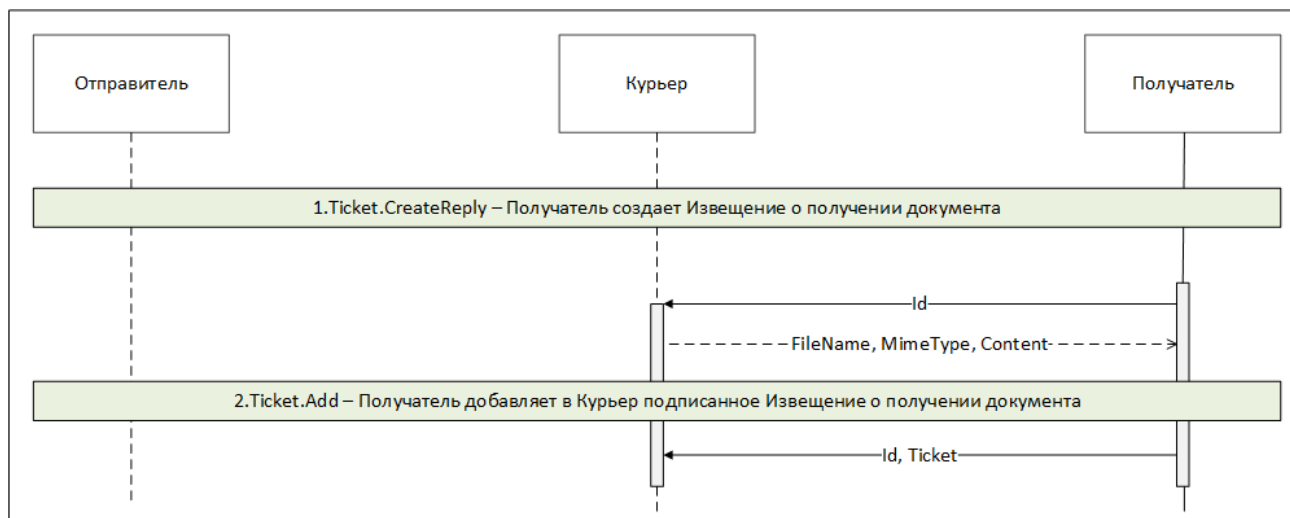 Отправитель
Курьер
Получатель
1.Ticket.CreateReply – Получатель создает Извещение о получении документа
Id
FileName, MimeType, Content
2.Ticket.Add – Получатель добавляет в Курьер подписанное Извещение о получении документа
Id, Ticket